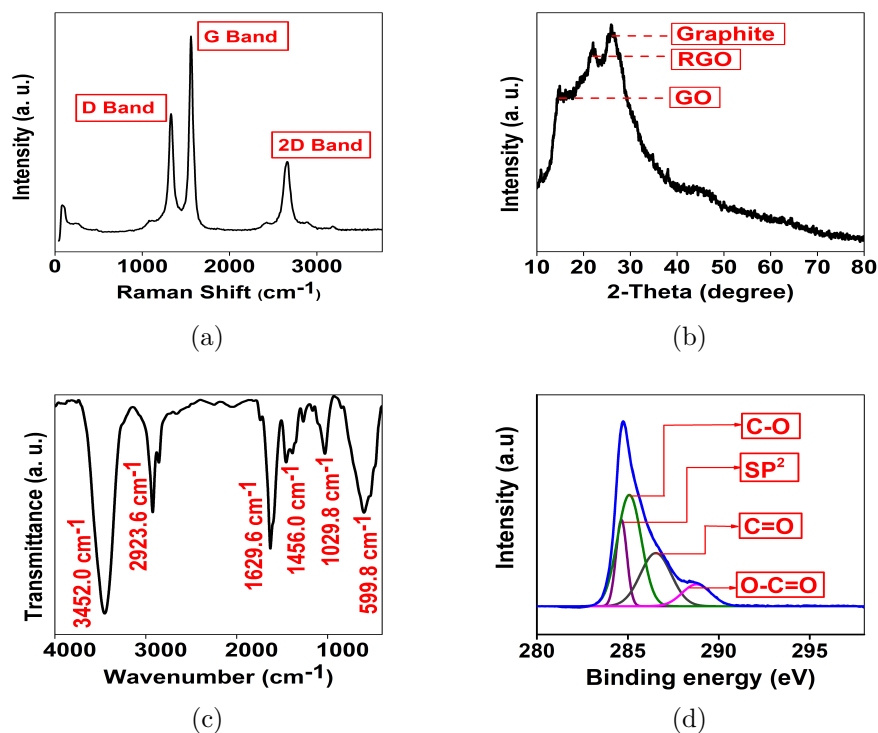 Intensity (a. u.)
G Band
D Band
2D Band
0 1000 2000 3000
Raman Shift (cm⁻¹)
(a)
Intensity (a. u.)
Graphite
RGO
GO
10 20 30 40 50 60 70 80
2-Theta (degree)
(b)
Transmittance (a. u.)
3452.0 cm⁻¹
2923.6 cm⁻¹
1629.6 cm⁻¹
1456.0 cm⁻¹
1029.8 cm⁻¹
599.8 cm⁻¹
4000 3000 2000 1000
Wavenumber (cm⁻¹)
(c)
Intensity (a.u)
C-O
SP²
C=O
O-C=O
280 285 290 295
Binding energy (eV)
(d)